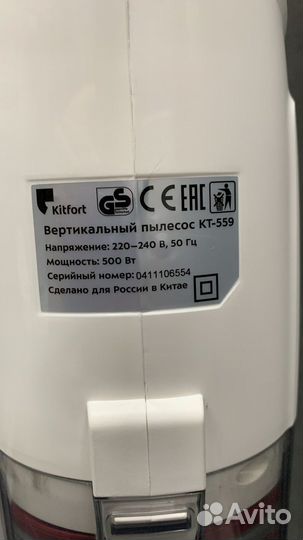 Kitfort
GS CE EAC
Вертикальный пылесос КТ-559
Напряжение: 220–240 В, 50 Гц
Мощность: 500 Вт
Серийный номер: 0411106554
Сделано для России в Китае
Avito